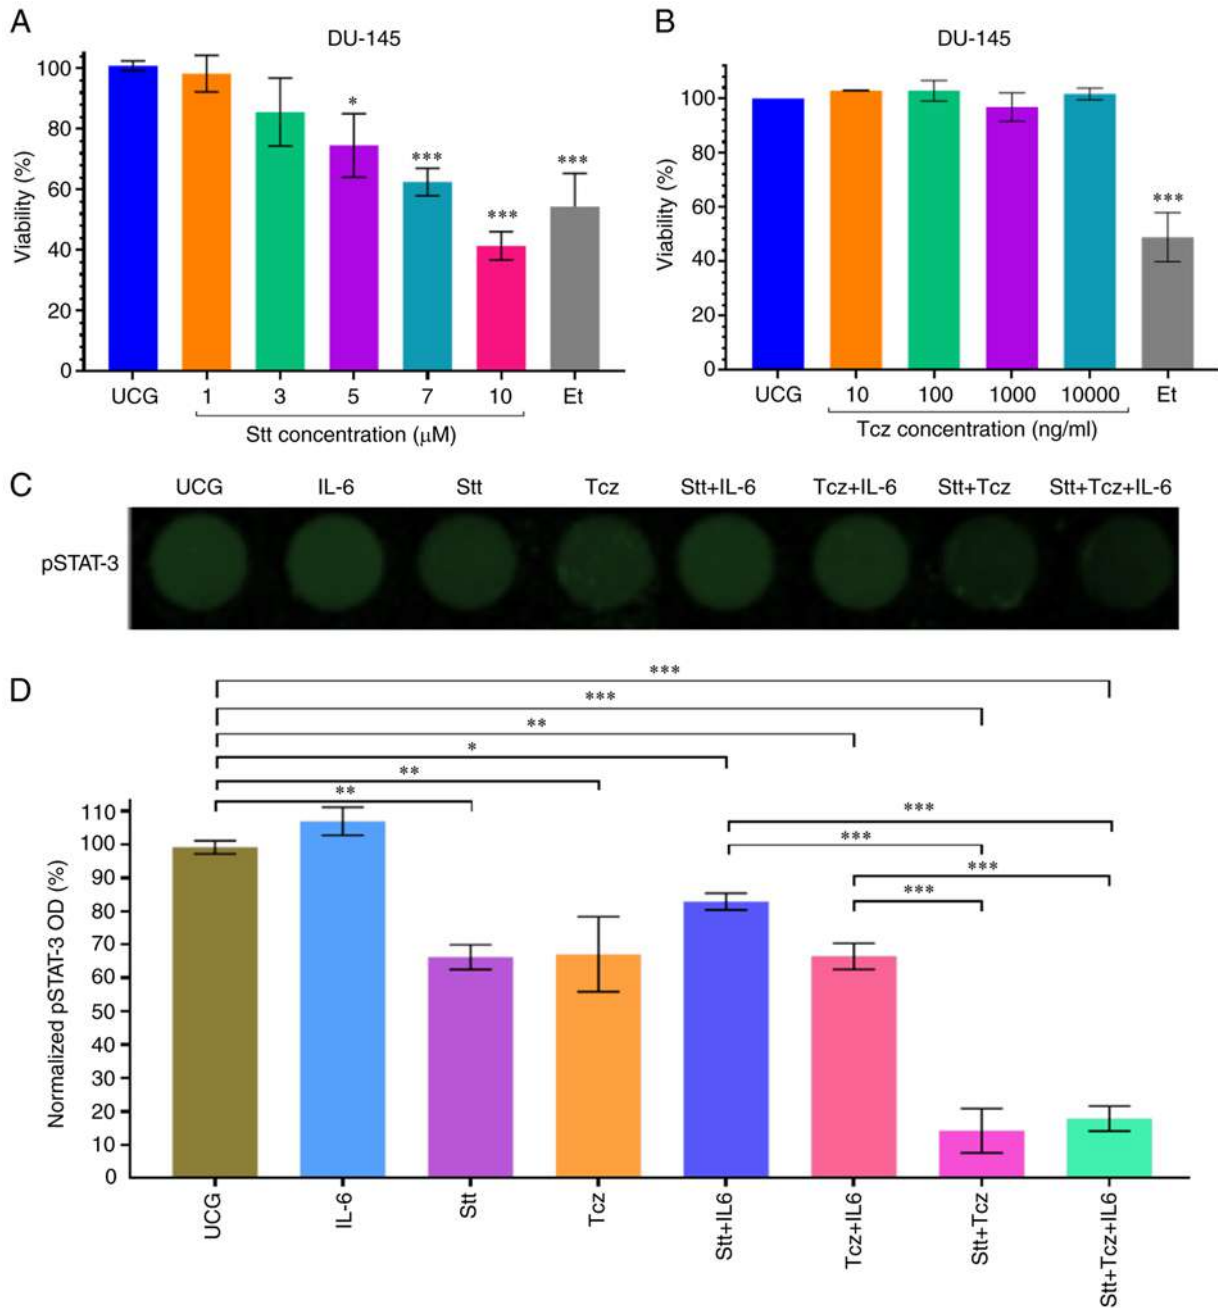 A
DU-145
Viability (%)
100
80
60
40
20
0
*
***
***
***
UCG 1 3 5 7 10 Et
Stt concentration (μM)
B
DU-145
Viability (%)
100
80
60
40
20
0
***
UCG 10 100 1000 10000 Et
Tcz concentration (ng/ml)
C
UCG IL-6 Stt Tcz Stt+IL-6 Tcz+IL-6 Stt+Tcz Stt+Tcz+IL-6
pSTAT-3
D
***
***
**
*
**
**
***
***
***
***
Normalized pSTAT-3 OD (%)
110
100
90
80
70
60
50
40
30
20
10
0
UCG
IL-6
Stt
Tcz
Stt+IL6
Tcz+IL6
Stt+Tcz
Stt+Tcz+IL6